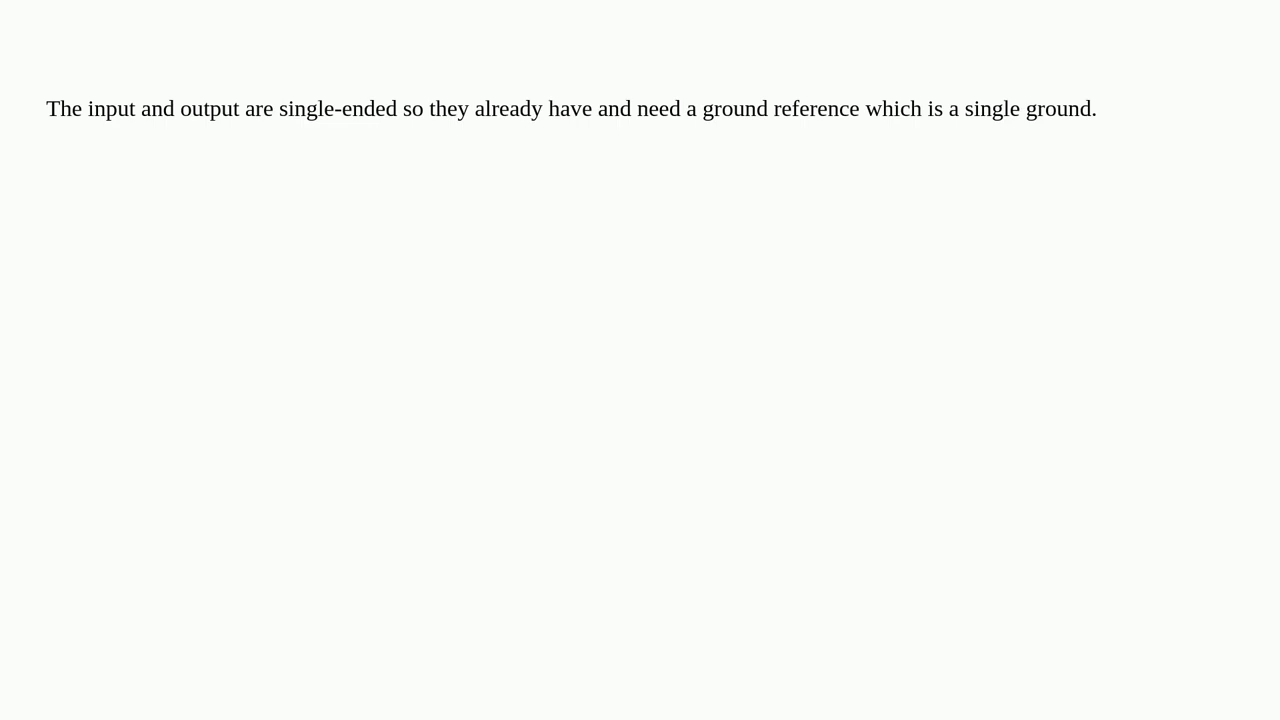 The input and output are single-ended so they already have and need a ground reference which is a single ground.